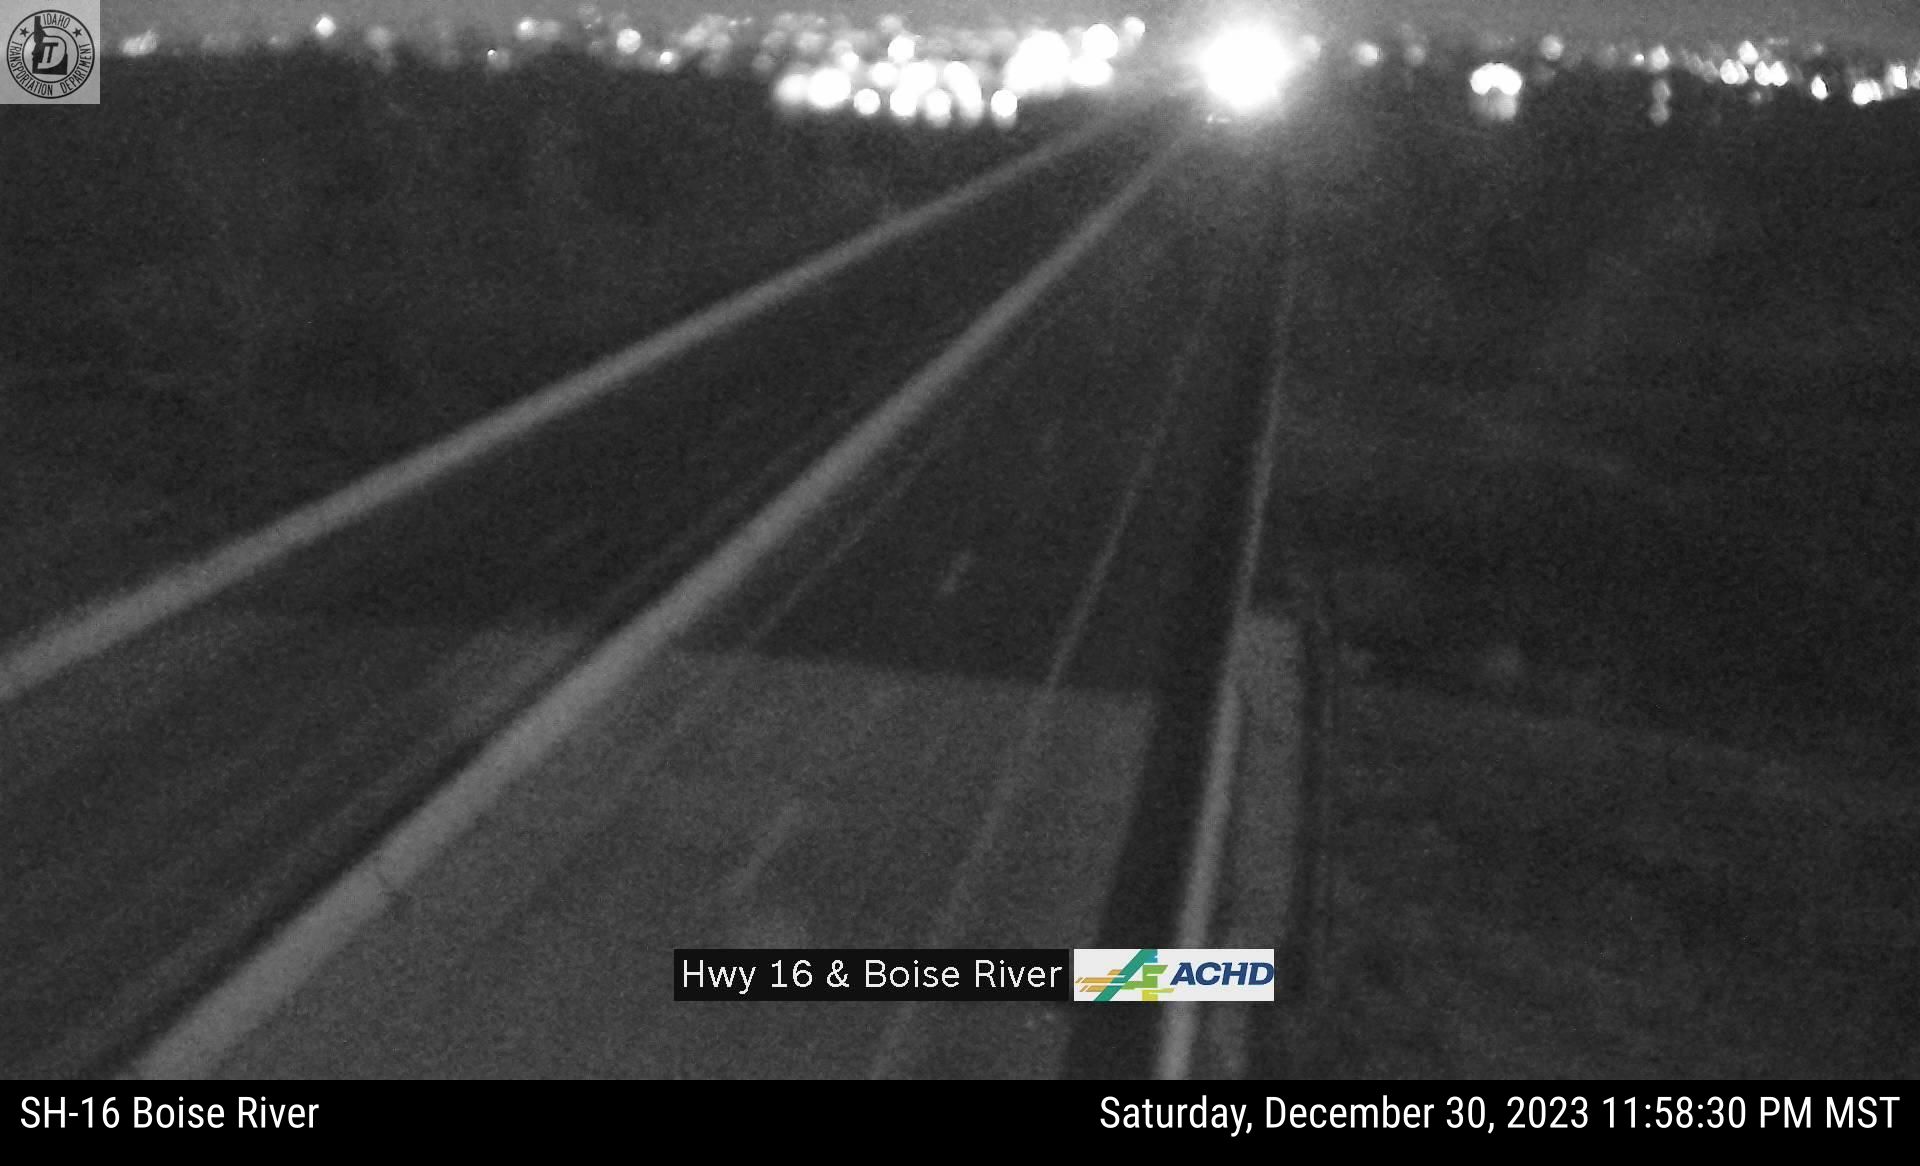 IDAHO
TRANSPORTATION DEPARTMENT
Hwy 16 & Boise River
ACHD
SH-16 Boise River
Saturday, December 30, 2023 11:58:30 PM MST